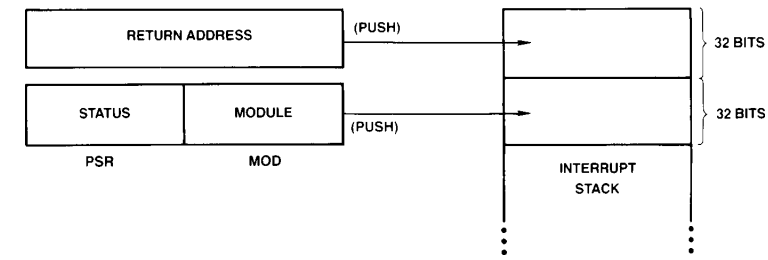 RETURN ADDRESS
(PUSH)
32 BITS
STATUS
MODULE
(PUSH)
32 BITS
PSR
MOD
INTERRUPT
STACK